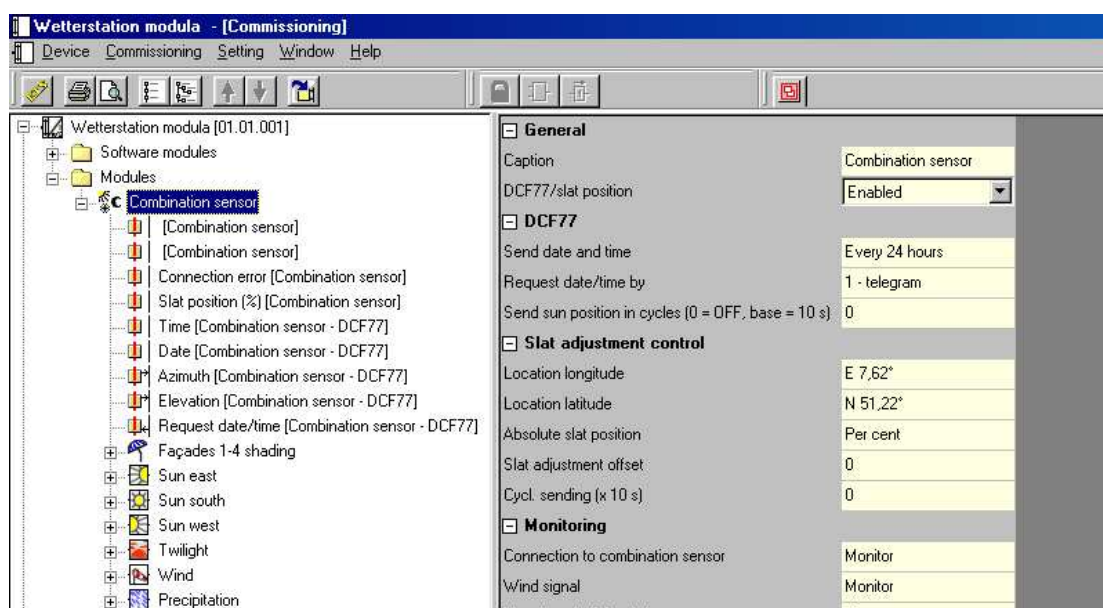 Wetterstation modula - [Commissioning]
Device Commissioning Setting Window Help
Wetterstation modula [01.01.001]
Software modules
Modules
C Combination sensor
[Combination sensor]
[Combination sensor]
Connection error [Combination sensor]
Slat position (%) [Combination sensor]
Time [Combination sensor - DCF77]
Date [Combination sensor - DCF77]
Azimuth [Combination sensor - DCF77]
Elevation [Combination sensor - DCF77]
Request date/time [Combination sensor - DCF77]
Façades 1-4 shading
Sun east
Sun south
Sun west
Twilight
Wind
Precipitation
General
Caption Combination sensor
DCF77/slat position Enabled
DCF77
Send date and time Every 24 hours
Request date/time by 1 - telegram
Send sun position in cycles (0 = OFF, base = 10 s) 0
Slat adjustment control
Location longitude E 7,62°
Location latitude N 51,22°
Absolute slat position Per cent
Slat adjustment offset 0
Cycl. sending (x 10 s) 0
Monitoring
Connection to combination sensor Monitor
Wind signal Monitor